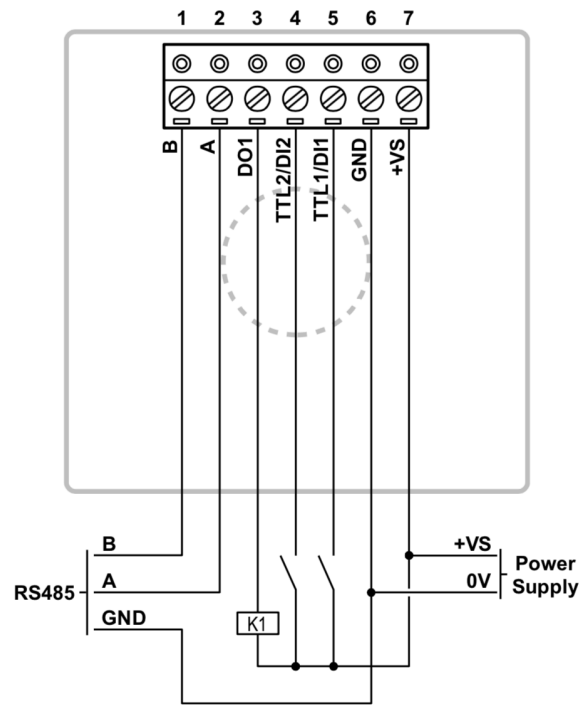 1 2 3 4 5 6 7
B
A
DO1
TTL2/DI2
TTL1/DI1
GND
+VS
B
A
GND
RS485
K1
+VS
0V
Power
Supply